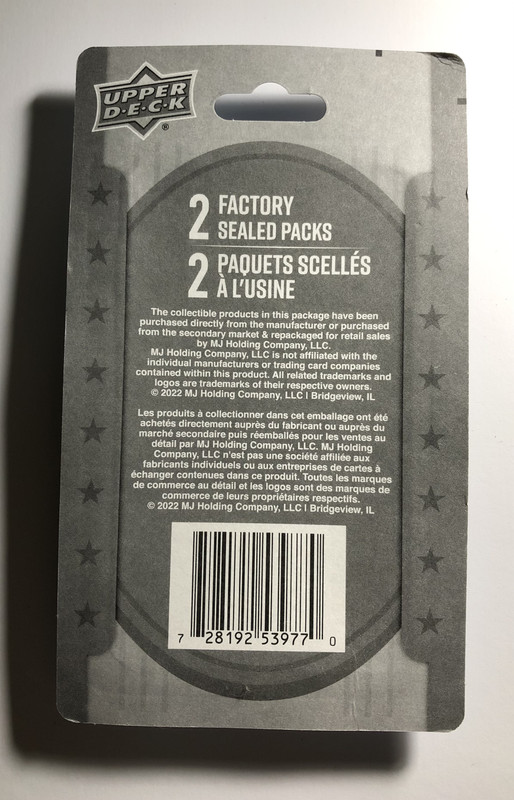 UPPER
D·E·C·K
®
2 FACTORY
SEALED PACKS
2 PAQUETS SCELLÉS
À L'USINE
The collectible products in this package have been
purchased directly from the manufacturer or purchased
from the secondary market & repackaged for retail sales
by MJ Holding Company, LLC.
MJ Holding Company, LLC is not affiliated with the
individual manufacturers or trading card companies
contained within this product. All related trademarks and
logos are trademarks of their respective owners.
© 2022 MJ Holding Company, LLC | Bridgeview, IL
Les produits à collectionner dans cet emballage ont été
achetés directement auprès du fabricant ou auprès du
marché secondaire puis réemballés pour les ventes au
détail par MJ Holding Company, LLC. MJ Holding
Company, LLC n'est pas une société affiliée aux
fabricants individuels ou aux entreprises de cartes à
échanger contenues dans ce produit. Toutes les marques
de commerce au détail et les logos sont des marques de
commerce de leurs propriétaires respectifs.
© 2022 MJ Holding Company, LLC | Bridgeview, IL
7 28192 53977 0